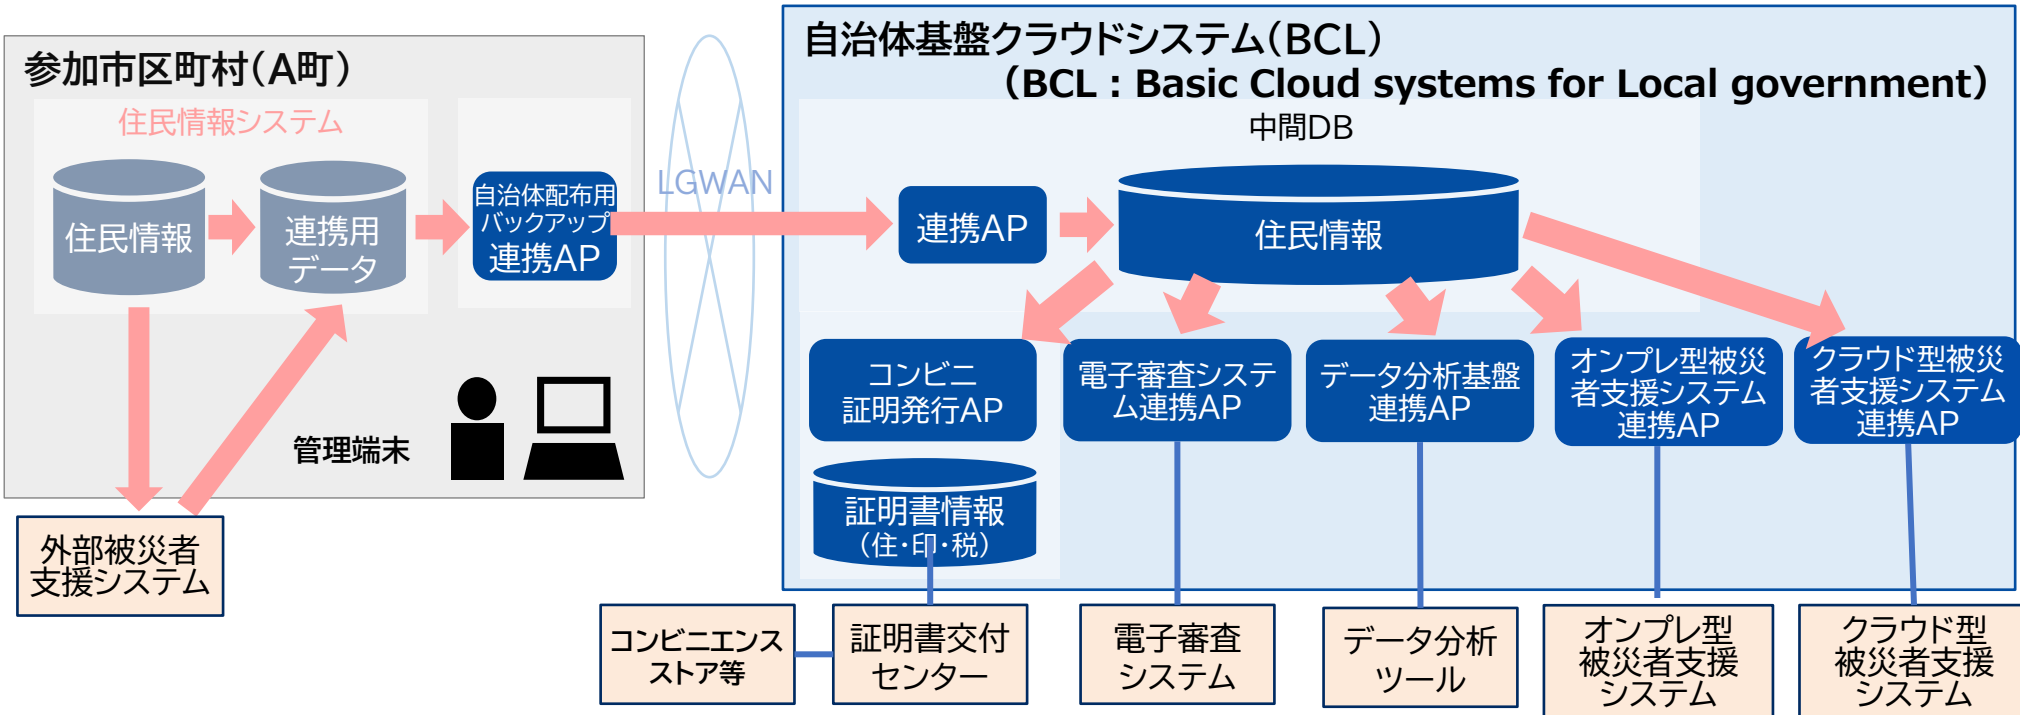 参加市区町村(A町)
住民情報システム
住民情報
連携用
データ
自治体配布用
バックアップ
連携AP
管理端末
外部被災者
支援システム
LGWAN
自治体基盤クラウドシステム(BCL)
(BCL：Basic Cloud systems for Local government)
中間DB
連携AP
住民情報
コンビニ
証明発行AP
電子審査システ
ム連携AP
データ分析基盤
連携AP
オンプレ型被災
者支援システム
連携AP
クラウド型被災
者支援システム
連携AP
証明書情報
(住・印・税)
コンビニエンス
ストア等
証明書交付
センター
電子審査
システム
データ分析
ツール
オンプレ型
被災者支援
システム
クラウド型
被災者支援
システム